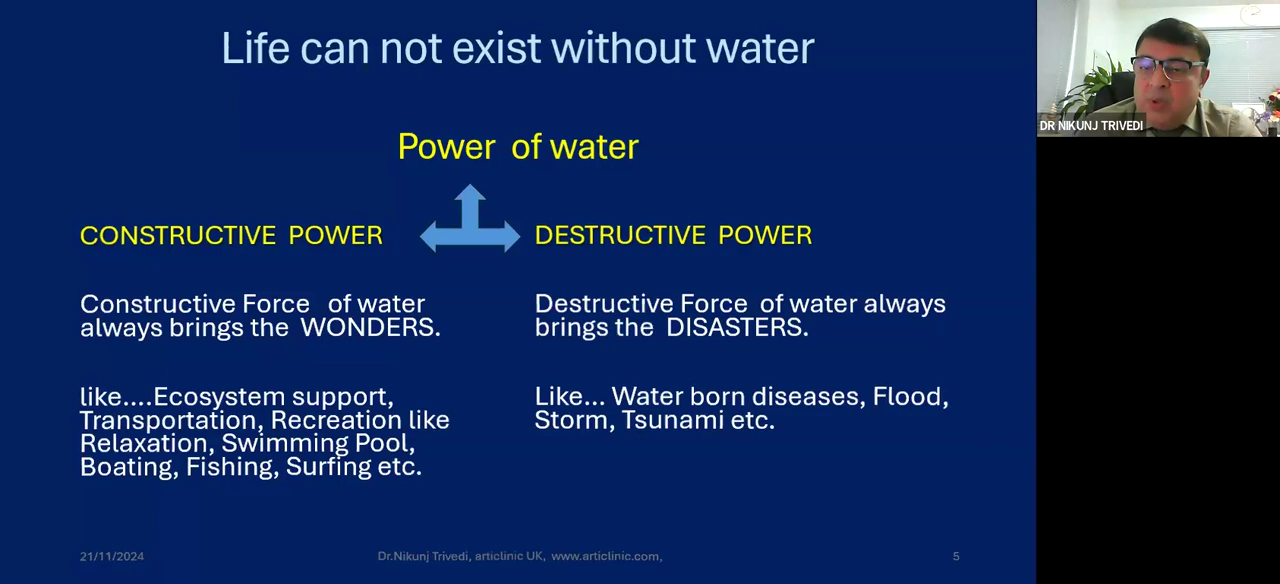 Life can not exist without water
Power of water
CONSTRUCTIVE POWER
Constructive Force of water
always brings the WONDERS.
like....Ecosystem support,
Transportation, Recreation like
Relaxation, Swimming Pool,
Boating, Fishing, Surfing etc.
DESTRUCTIVE POWER
Destructive Force of water always
brings the DISASTERS.
Like... Water born diseases, Flood,
Storm, Tsunami etc.
21/11/2024
Dr.Nikunj Trivedi, articlinic UK, www.articlinic.com,
5
DR NIKUNJ TRIVEDI